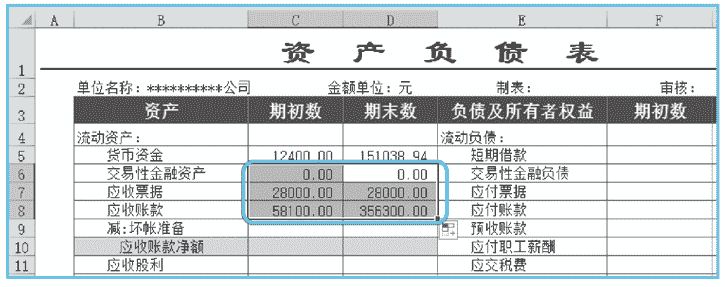 A B C D E F
1 资 产 负 债 表
2 单位名称：**********公司 金额单位：元 制表： 审核：
3 资产 期初数 期末数 负债及所有者权益 期初数
4 流动资产： 流动负债：
5 货币资金 12400.00 151038.94 短期借款
6 交易性金融资产 0.00 0.00 交易性金融负债
7 应收票据 28000.00 28000.00 应付票据
8 应收账款 58100.00 356300.00 应付账款
9 减:坏帐准备 预收账款
10 应收账款净额 应付职工薪酬
11 应收股利 应交税费